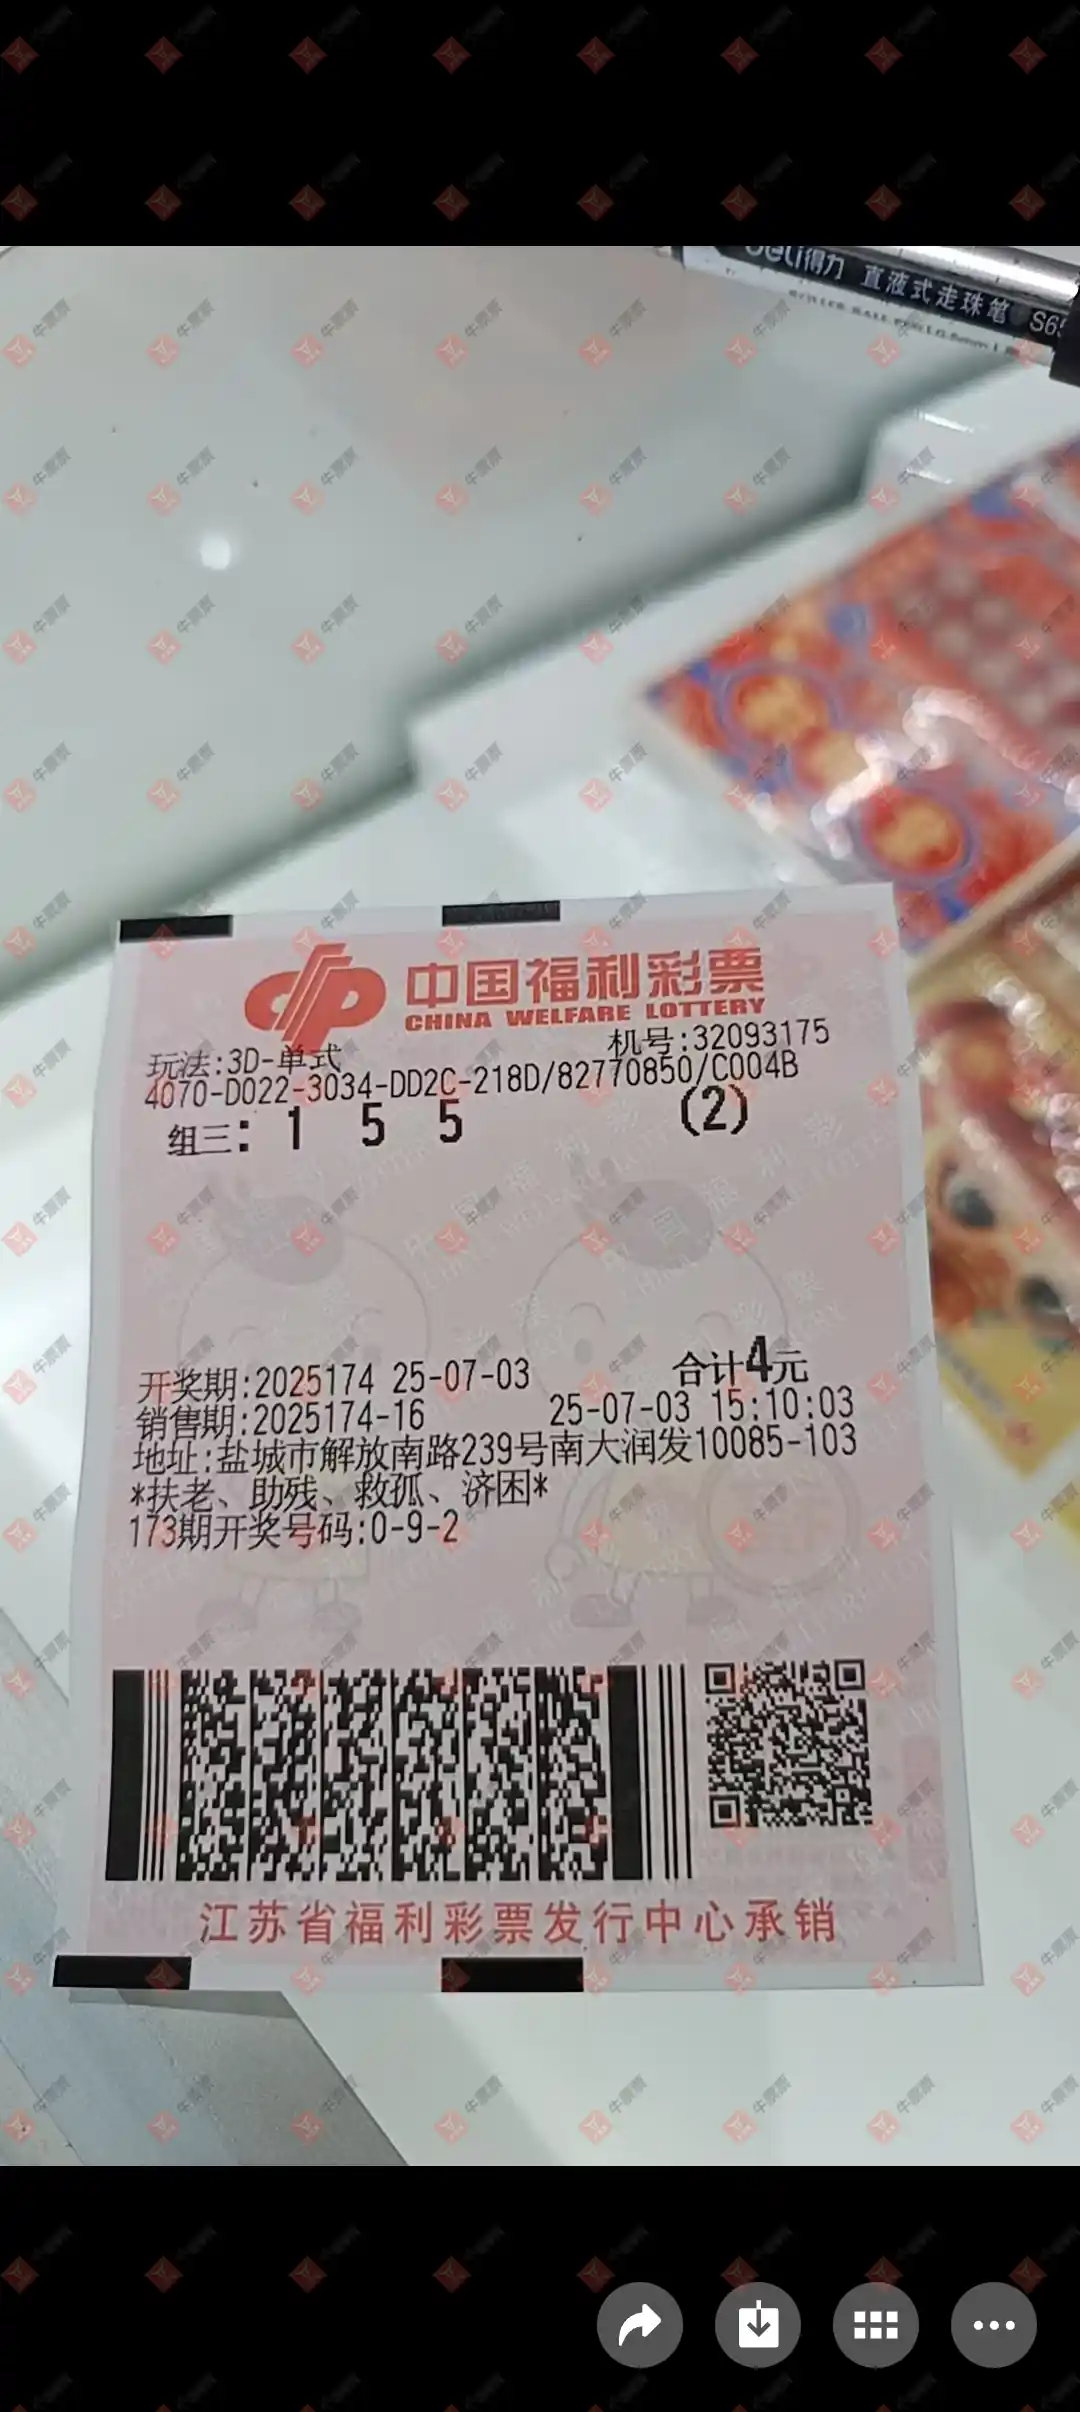 deli得力 直液式走珠笔 S6
中国福利彩票
CHINA WELFARE LOTTERY
玩法:3D-单式 机号:32093175
4070-D022-3034-DD2C-218D/82770850/C004B
组三: 1 5 5 (2)
开奖期:2025174 25-07-03 合计4元
销售期:2025174-16 25-07-03 15:10:03
地址:盐城市解放南路239号南大润发10085-103
*扶老、助残、救孤、济困*
173期开奖号码:0-9-2
江苏省福利彩票发行中心承销
牛票票